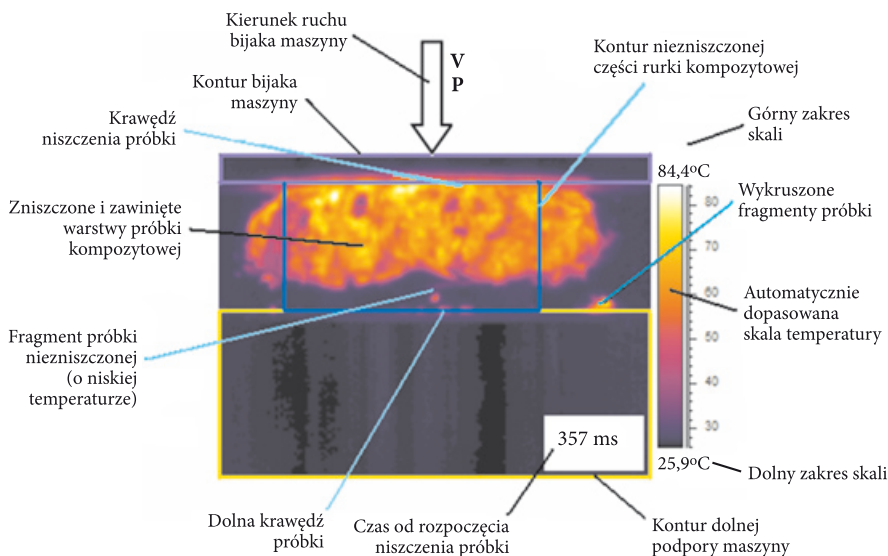 Kierunek ruchu
bijaka maszyny
V
P
Kontur niezniszczonej
części rurki kompozytowej
Kontur bijaka
maszyny
Krawędź
niszczenia próbki
Górny zakres
skali
84,4ºC
Wykruszone
fragmenty próbki
Zniszczone i zawinięte
warstwy próbki
kompozytowej
80
70
60
50
40
30
Automatycznie
dopasowana
skala temperatury
Fragment próbki
niezniszczonej
(o niskiej
temperaturze)
357 ms
25,9ºC
Dolny zakres skali
Dolna krawędź
próbki
Czas od rozpoczęcia
niszczenia próbki
Kontur dolnej
podpory maszyny